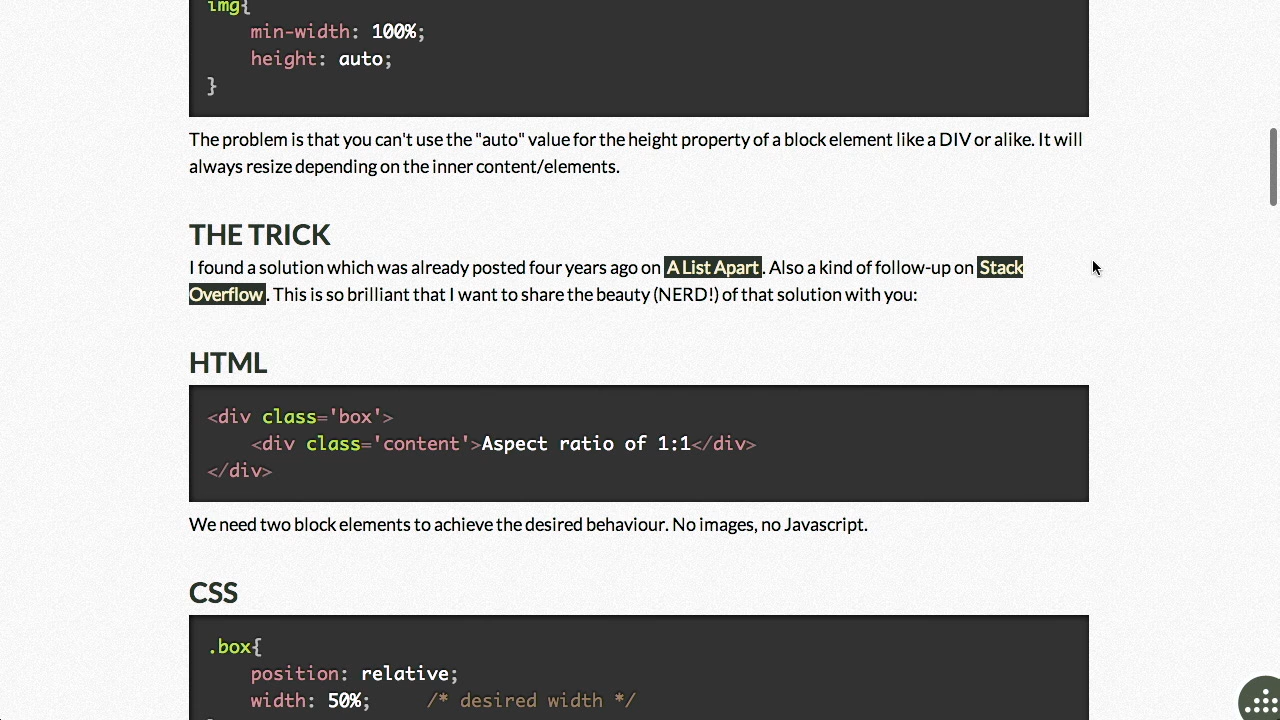 img{
    min-width: 100%;
    height: auto;
}
The problem is that you can't use the "auto" value for the height property of a block element like a DIV or alike. It will
always resize depending on the inner content/elements.
THE TRICK
I found a solution which was already posted four years ago on A List Apart. Also a kind of follow-up on Stack
Overflow. This is so brilliant that I want to share the beauty (NERD!) of that solution with you:
HTML
<div class='box'>
    <div class='content'>Aspect ratio of 1:1</div>
</div>
We need two block elements to achieve the desired behaviour. No images, no Javascript.
CSS
.box{
    position: relative;
    width: 50%;     /* desired width */